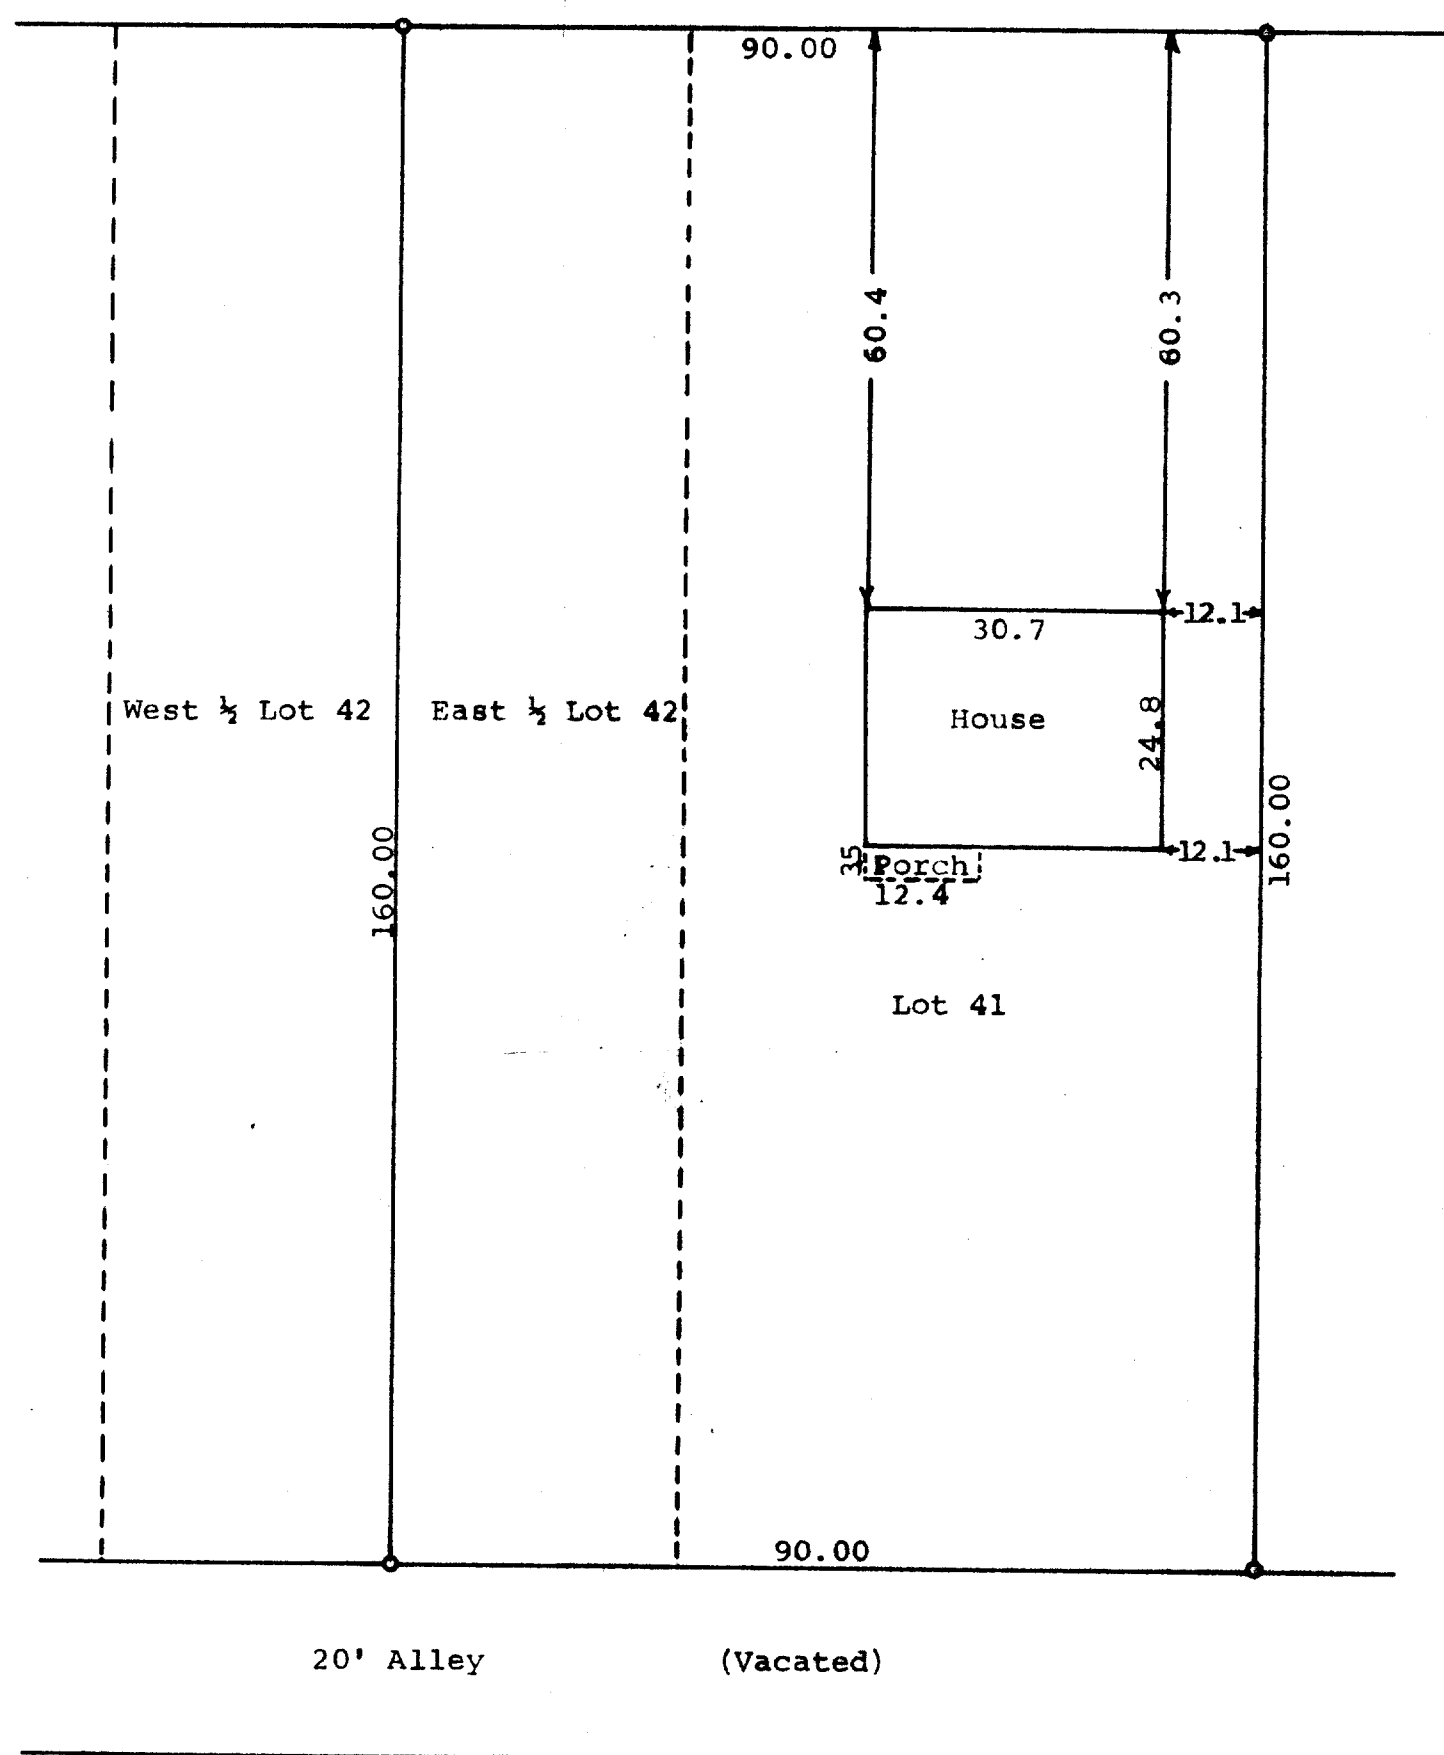 90.00
60.4
60.3
12.1
30.7
West ½ Lot 42
East ½ Lot 42
House
24.8
160.00
160.00
12.1
35
Porch
12.4
Lot 41
90.00
20' Alley (Vacated)